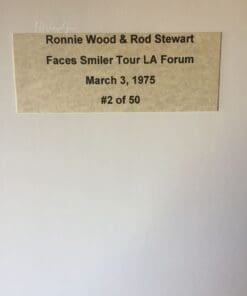 Ronnie Wood & Rod Stewart
Faces Smiler Tour LA Forum
March 3, 1975
#2 of 50